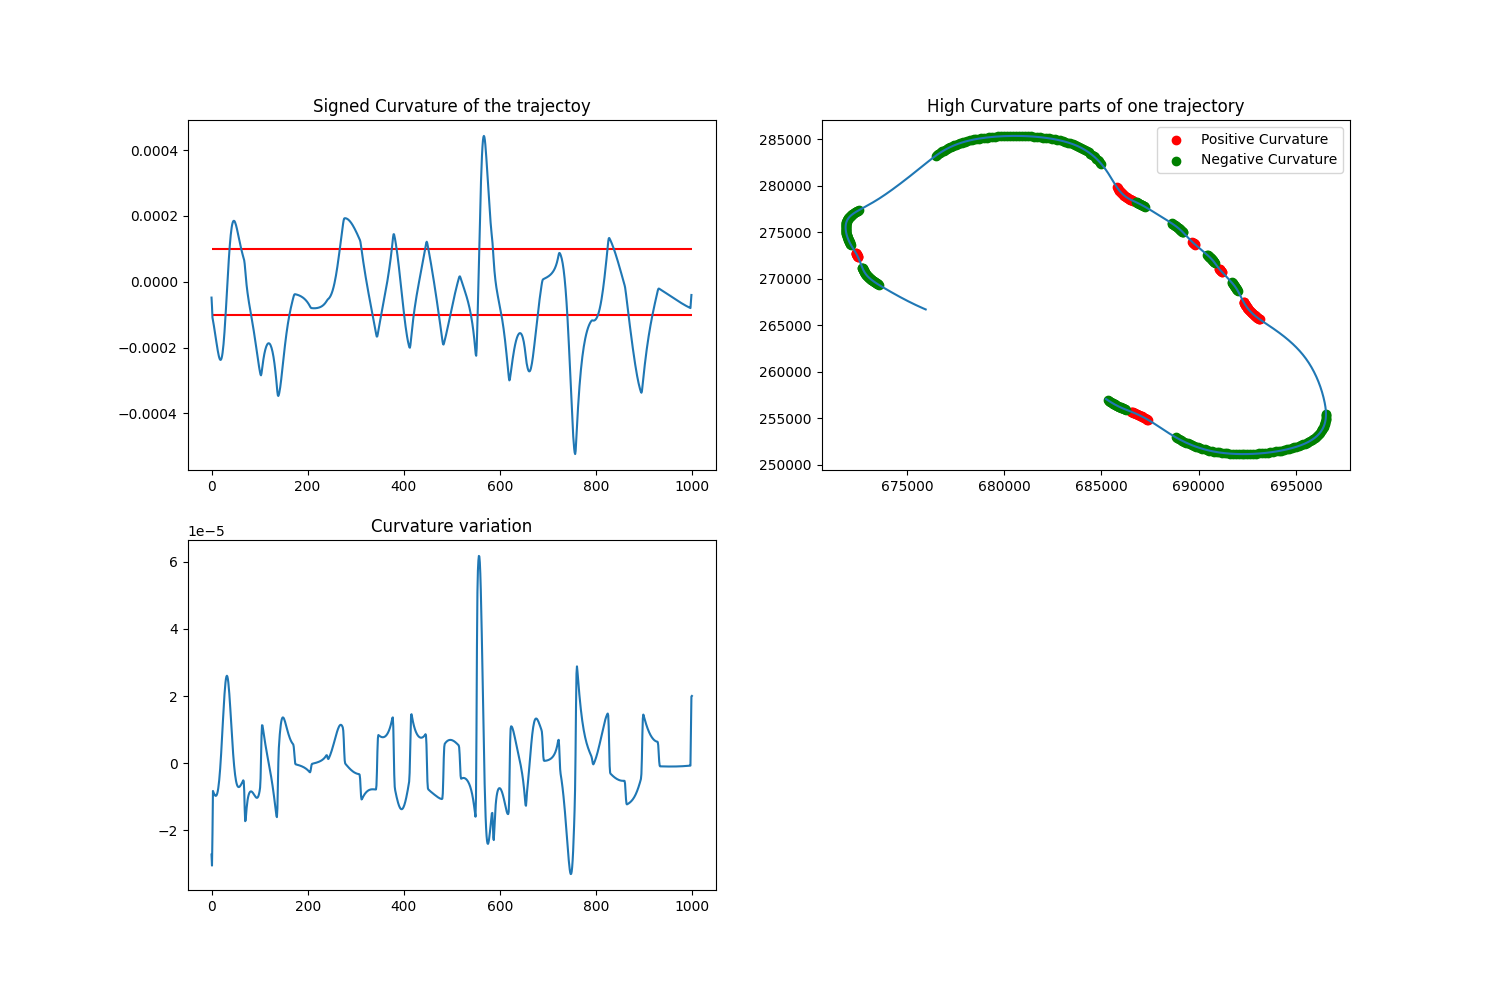 Signed Curvature of the trajectoy
0.0004
0.0002
0.0000
−0.0002
−0.0004
0 200 400 600 800 1000
High Curvature parts of one trajectory
Positive Curvature
Negative Curvature
285000
280000
275000
270000
265000
260000
255000
250000
675000 680000 685000 690000 695000
Curvature variation
1e−5
6
4
2
0
−2
0 200 400 600 800 1000